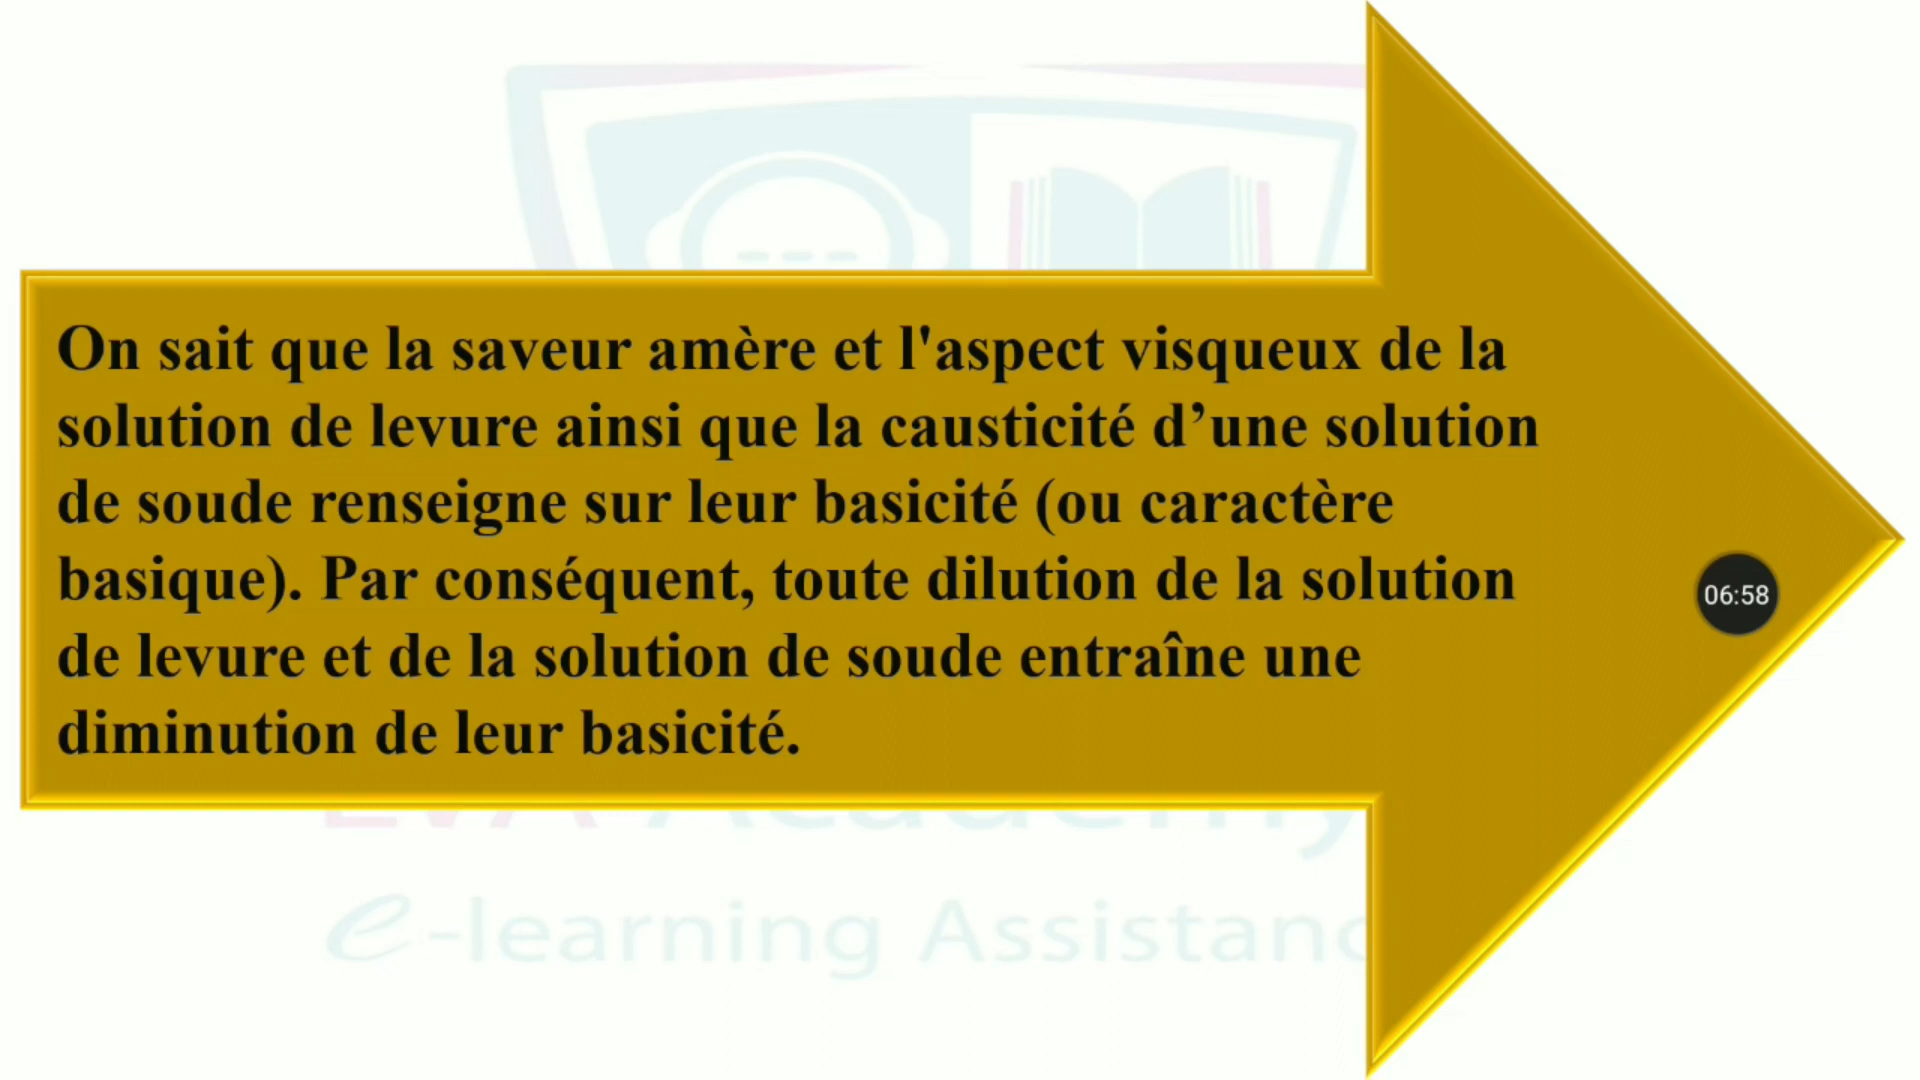 On sait que la saveur amère et l'aspect visqueux de la
solution de levure ainsi que la causticité d’une solution
de soude renseigne sur leur basicité (ou caractère
basique). Par conséquent, toute dilution de la solution
06:58
de levure et de la solution de soude entraîne une
diminution de leur basicité.
e-learning Assistanc